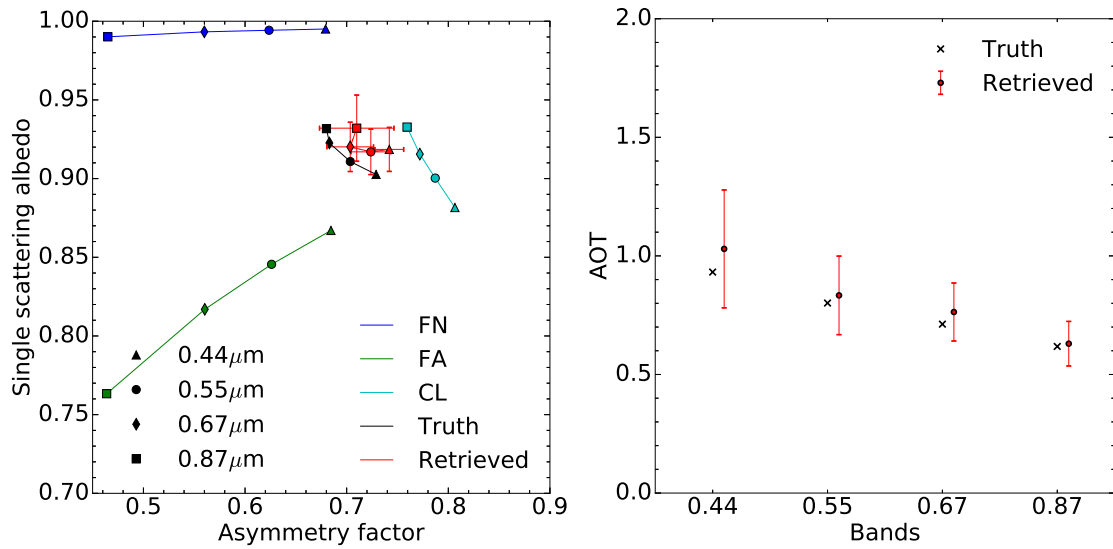 1.00
0.95
0.90
0.85
0.80
0.75
0.70
Single scattering albedo
0.44μm
0.55μm
0.67μm
0.87μm
FN
FA
CL
Truth
Retrieved
0.5
0.6
0.7
0.8
0.9
Asymmetry factor
2.0
1.5
1.0
0.5
0.0
AOT
Truth
Retrieved
0.44
0.55
0.67
0.87
Bands